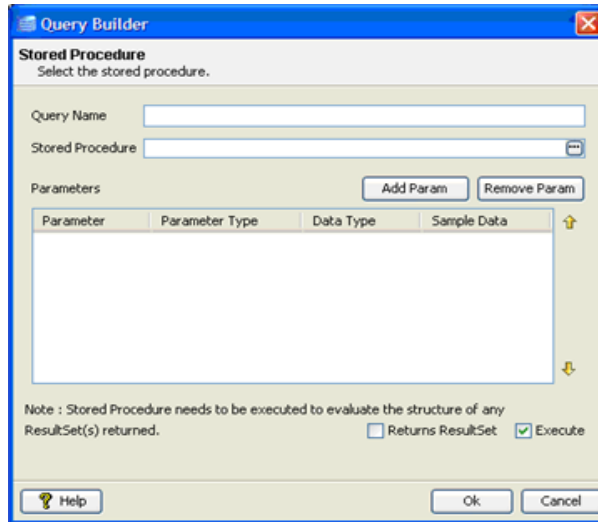 Query Builder
Stored Procedure
Select the stored procedure.
Query Name
Stored Procedure
Parameters Add Param Remove Param
Parameter Parameter Type Data Type Sample Data
Note : Stored Procedure needs to be executed to evaluate the structure of any
ResultSet(s) returned. Returns ResultSet Execute
? Help Ok Cancel